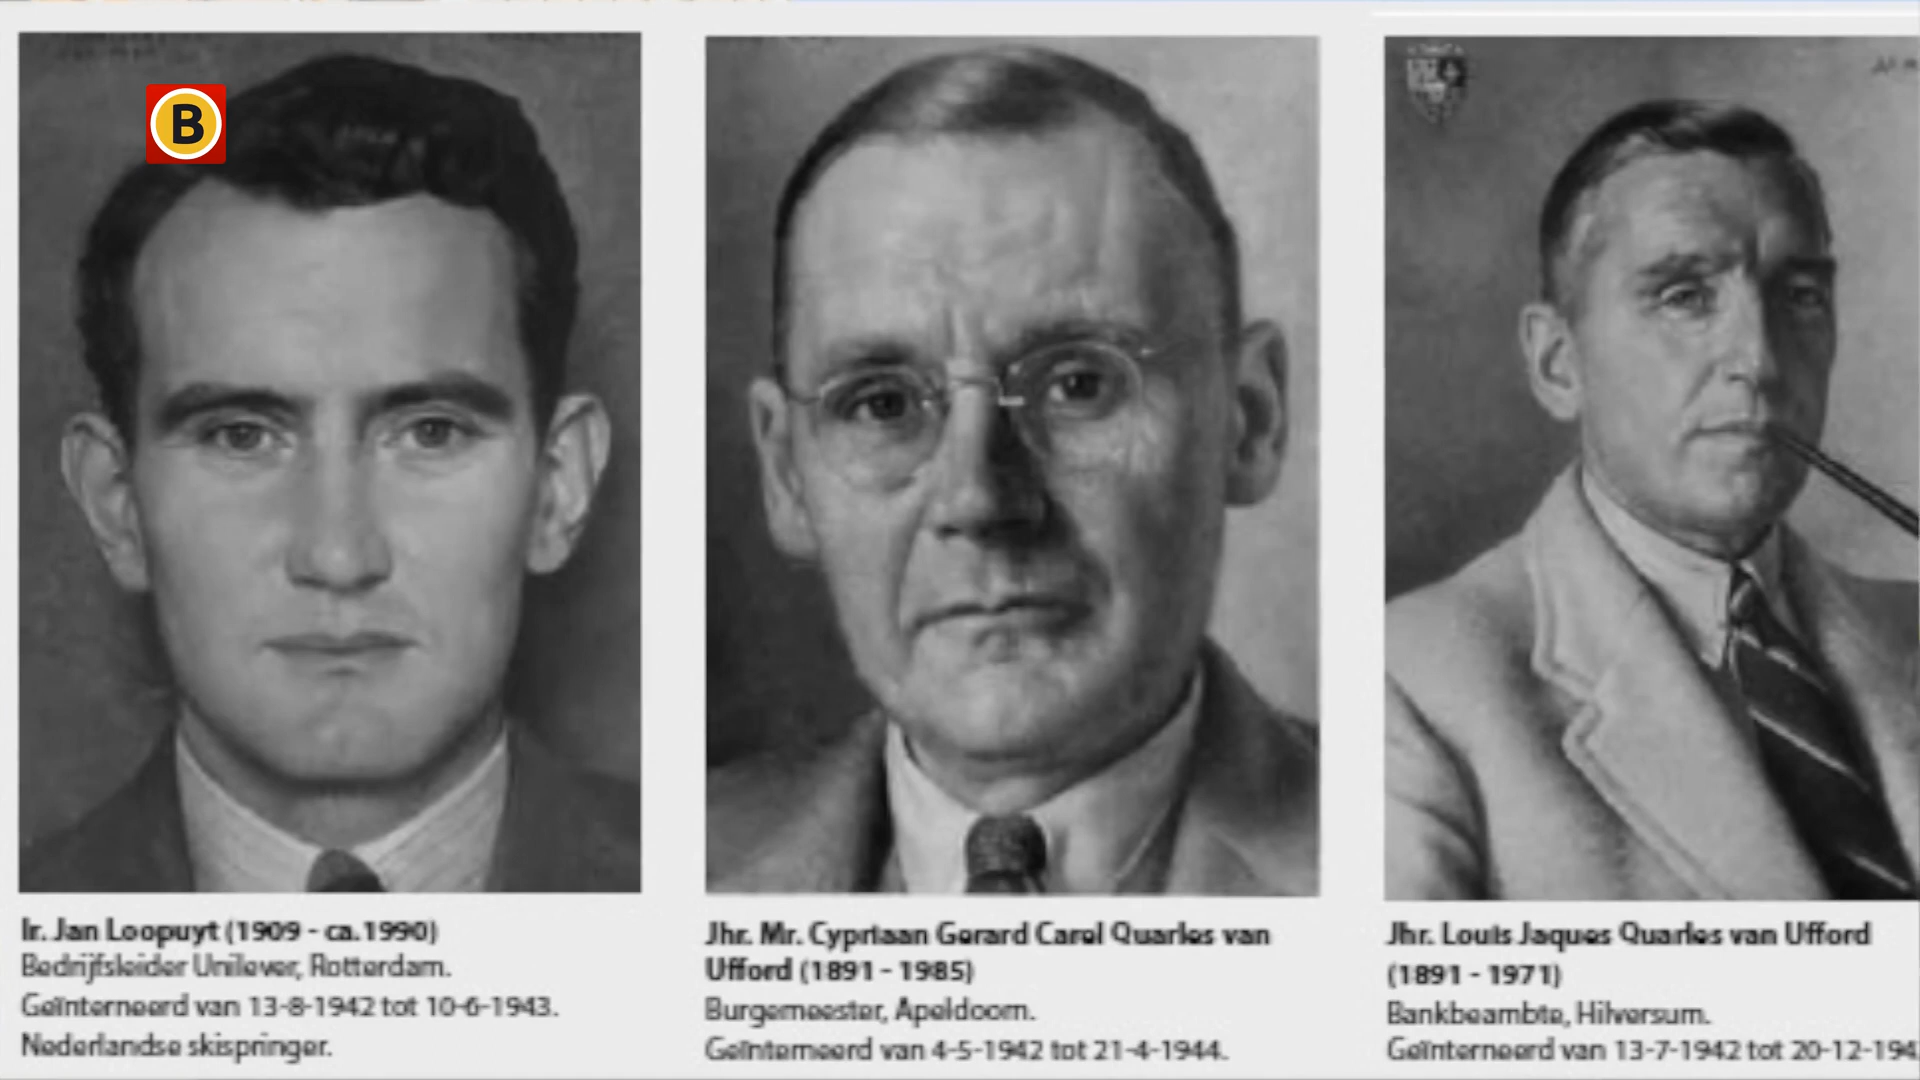 B
Ir. Jan Loopuyt (1909 - ca.1990)
Bedrijfsleider Unilever, Rotterdam.
Geïnterneerd van 13-8-1942 tot 10-6-1943.
Nederlandse skispringer.
Jhr. Mr. Cypriaan Gerard Carel Quarles van
Ufford (1891 - 1985)
Burgemeester, Apeldoorn.
Geïnterneerd van 4-5-1942 tot 21-4-1944.
Jhr. Louis Jaques Quarles van Ufford
(1891 - 1971)
Bankbeambte, Hilversum.
Geïnterneerd van 13-7-1942 tot 20-12-194